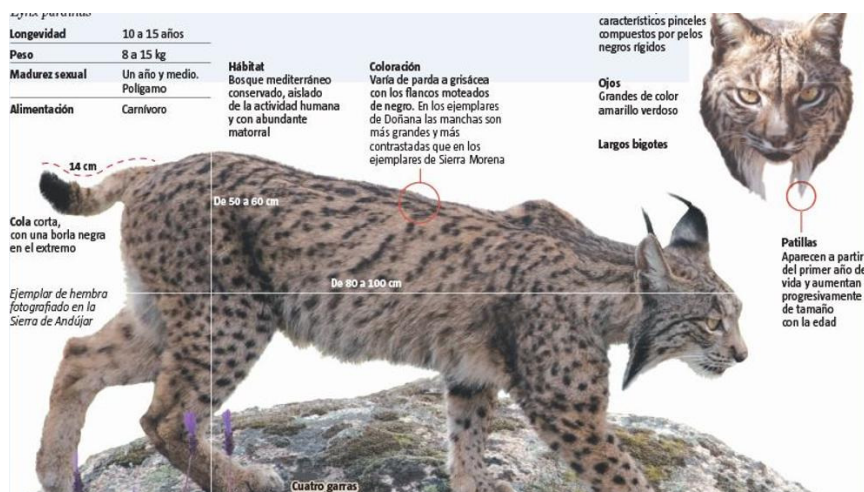 Lynx pardinus
Longevidad 10 a 15 años
Peso 8 a 15 kg
Madurez sexual Un año y medio.
Polígamo
Alimentación Carnívoro
Hábitat
Bosque mediterráneo
conservado, aislado
de la actividad humana
y con abundante
matorral
Coloración
Varía de parda a grisácea
con los flancos moteados
de negro. En los ejemplares
de Doñana las manchas son
más grandes y más
contrastadas que en los
ejemplares de Sierra Morena
característicos pinceles
compuestos por pelos
negros rígidos
Ojos
Grandes de color
amarillo verdoso
Largos bigotes
14 cm
De 50 a 60 cm
Cola corta,
con una borla negra
en el extremo
De 80 a 100 cm
Ejemplar de hembra
fotografiado en la
Sierra de Andújar
Patillas
Aparecen a partir
del primer año de
vida y aumentan
progresivamente
de tamaño
con la edad
Cuatro garras